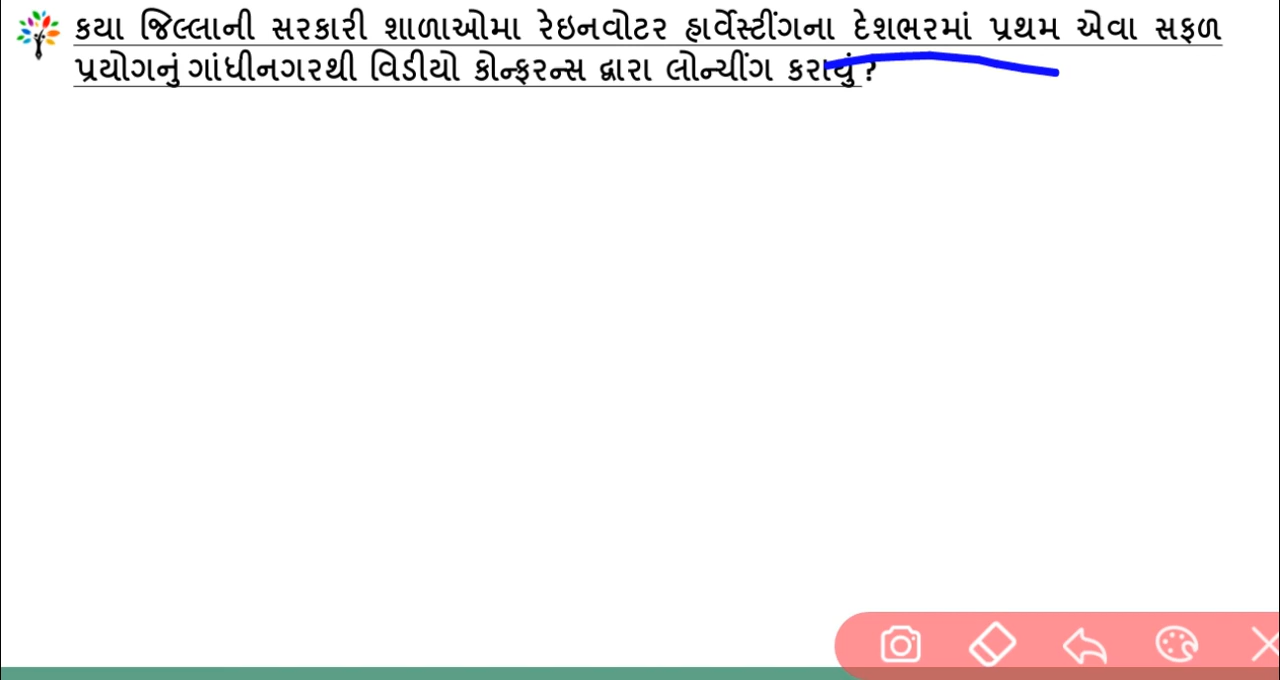 કયા જિલ્લાની સરકારી શાળાઓમા રેઇનવોટર હાર્વેસ્ટીંગના દેશભરમાં પ્રથમ એવા સફળ
પ્રયોગનું ગાંધીનગરથી વિડીયો કોન્ફરન્સ દ્વારા લોન્ચીંગ કરાયું ?